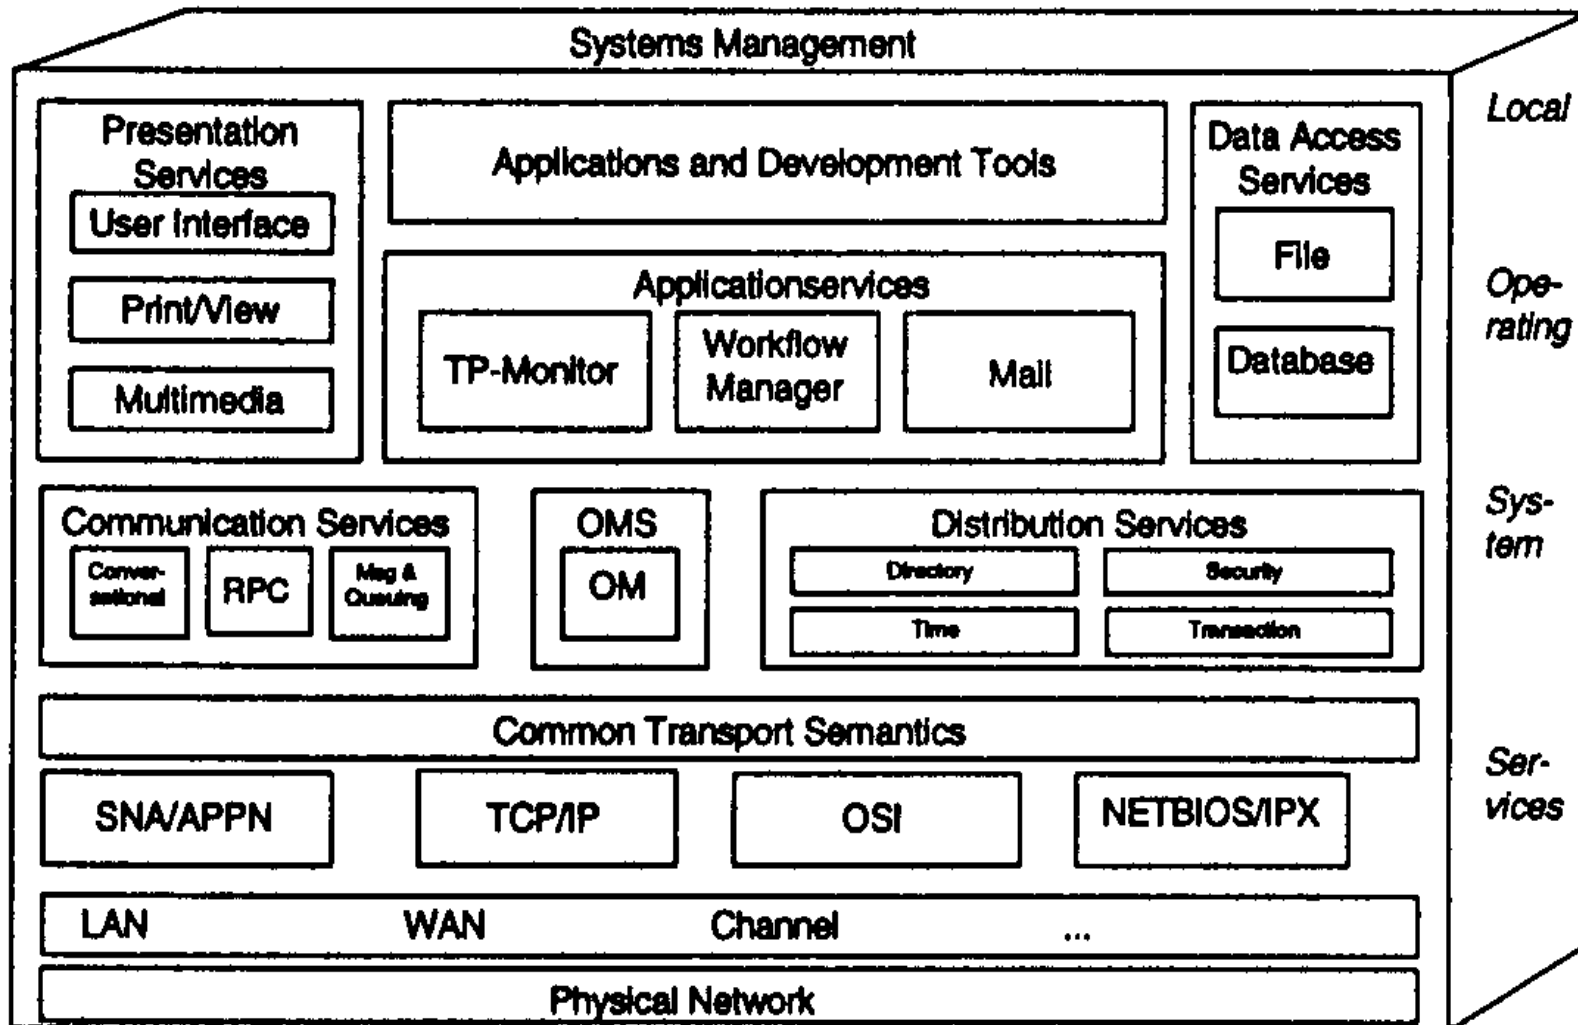 Systems Management
Presentation
Services
User Interface
Print/View
Multimedia
Applications and Development Tools
Applicationservices
TP-Monitor
Workflow
Manager
Mail
Data Access
Services
File
Database
Local
Ope-
rating
Sys-
tem
Ser-
vices
Communication Services
Conver-
sational
RPC
Msg &
Queuing
OMS
OM
Distribution Services
Directory
Security
Time
Transaction
Common Transport Semantics
SNA/APPN
TCP/IP
OSI
NETBIOS/IPX
LAN WAN Channel ...
Physical Network